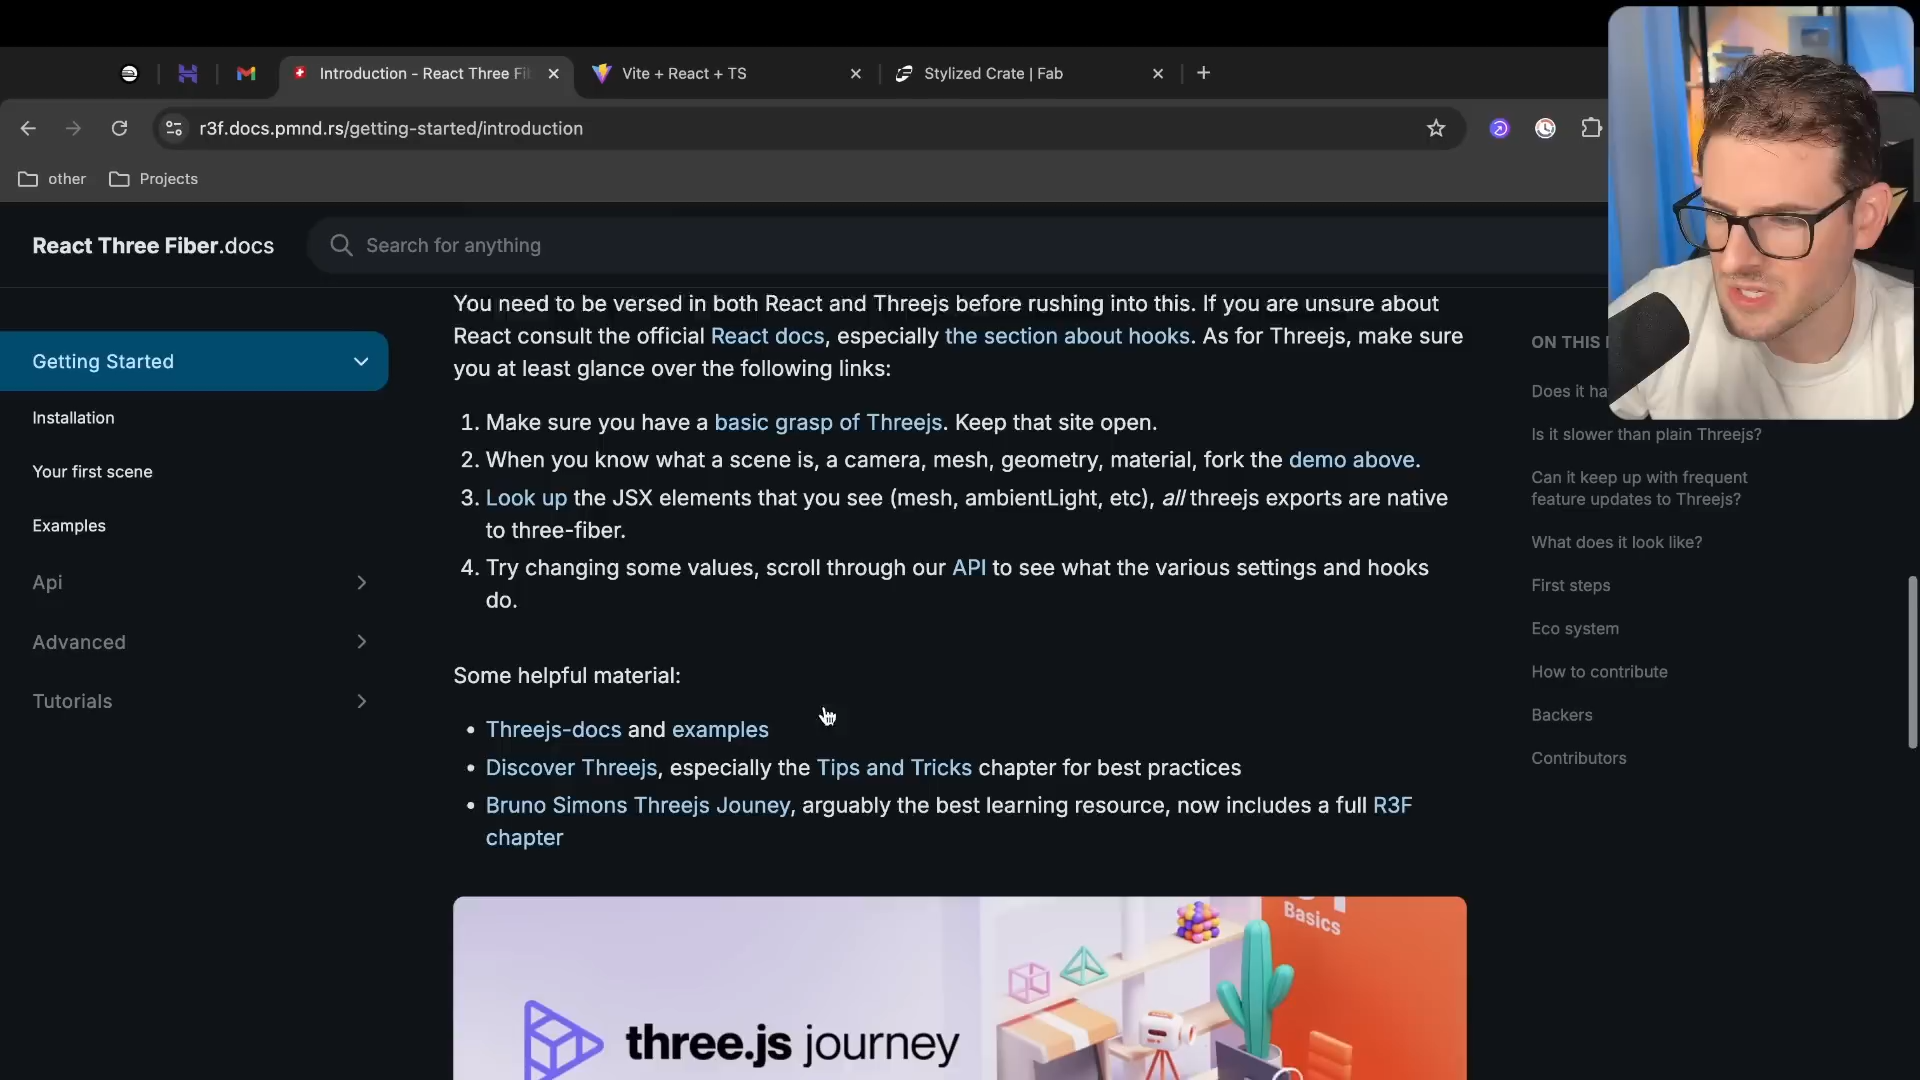 Introduction - React Three Fi
Vite + React + TS
Stylized Crate | Fab
r3f.docs.pmnd.rs/getting-started/introduction
other
Projects
React Three Fiber.docs
Search for anything
Getting Started
Installation
Your first scene
Examples
Api
Advanced
Tutorials
You need to be versed in both React and Threejs before rushing into this. If you are unsure about
React consult the official React docs, especially the section about hooks. As for Threejs, make sure
you at least glance over the following links:
1. Make sure you have a basic grasp of Threejs. Keep that site open.
2. When you know what a scene is, a camera, mesh, geometry, material, fork the demo above.
3. Look up the JSX elements that you see (mesh, ambientLight, etc), all threejs exports are native
to three-fiber.
4. Try changing some values, scroll through our API to see what the various settings and hooks
do.
Some helpful material:
• Threejs-docs and examples
• Discover Threejs, especially the Tips and Tricks chapter for best practices
• Bruno Simons Threejs Jouney, arguably the best learning resource, now includes a full R3F
chapter
Basics
three.js journey
ON THIS
Does it ha
Is it slower than plain Threejs?
Can it keep up with frequent
feature updates to Threejs?
What does it look like?
First steps
Eco system
How to contribute
Backers
Contributors